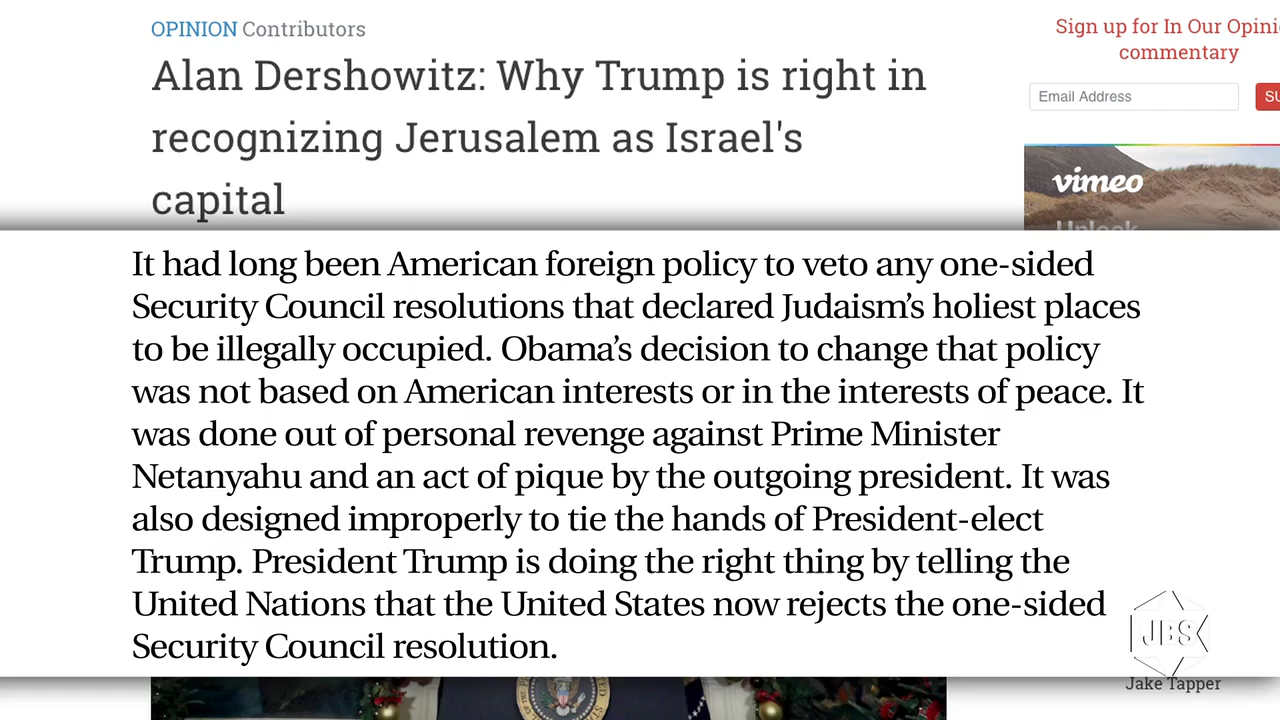 OPINION Contributors
Alan Dershowitz: Why Trump is right in
recognizing Jerusalem as Israel's
capital
Sign up for In Our Opini
commentary
Email Address
SU
vimeo
Unlock
It had long been American foreign policy to veto any one-sided
Security Council resolutions that declared Judaism’s holiest places
to be illegally occupied. Obama’s decision to change that policy
was not based on American interests or in the interests of peace. It
was done out of personal revenge against Prime Minister
Netanyahu and an act of pique by the outgoing president. It was
also designed improperly to tie the hands of President-elect
Trump. President Trump is doing the right thing by telling the
United Nations that the United States now rejects the one-sided
Security Council resolution.
JBS
Jake Tapper